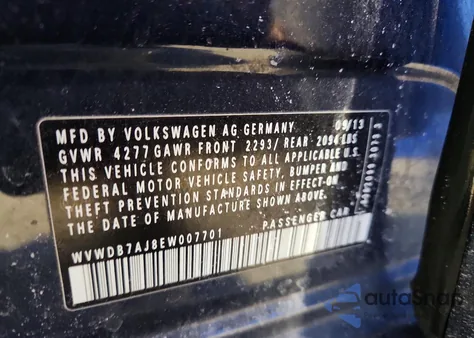 MFD BY VOLKSWAGEN AG GERMANY 09/13
GVWR 4277 GAWR FRONT 2293/ REAR 2094 LBS
THIS VEHICLE CONFORMS TO ALL APPLICABLE U.S.
FEDERAL MOTOR VEHICLE SAFETY, BUMPER AND
THEFT PREVENTION STANDARDS IN EFFECT ON
THE DATE OF MANUFACTURE SHOWN ABOVE.
WVWDB7AJ8EW007701 PASSENGER CAR
autoSnap